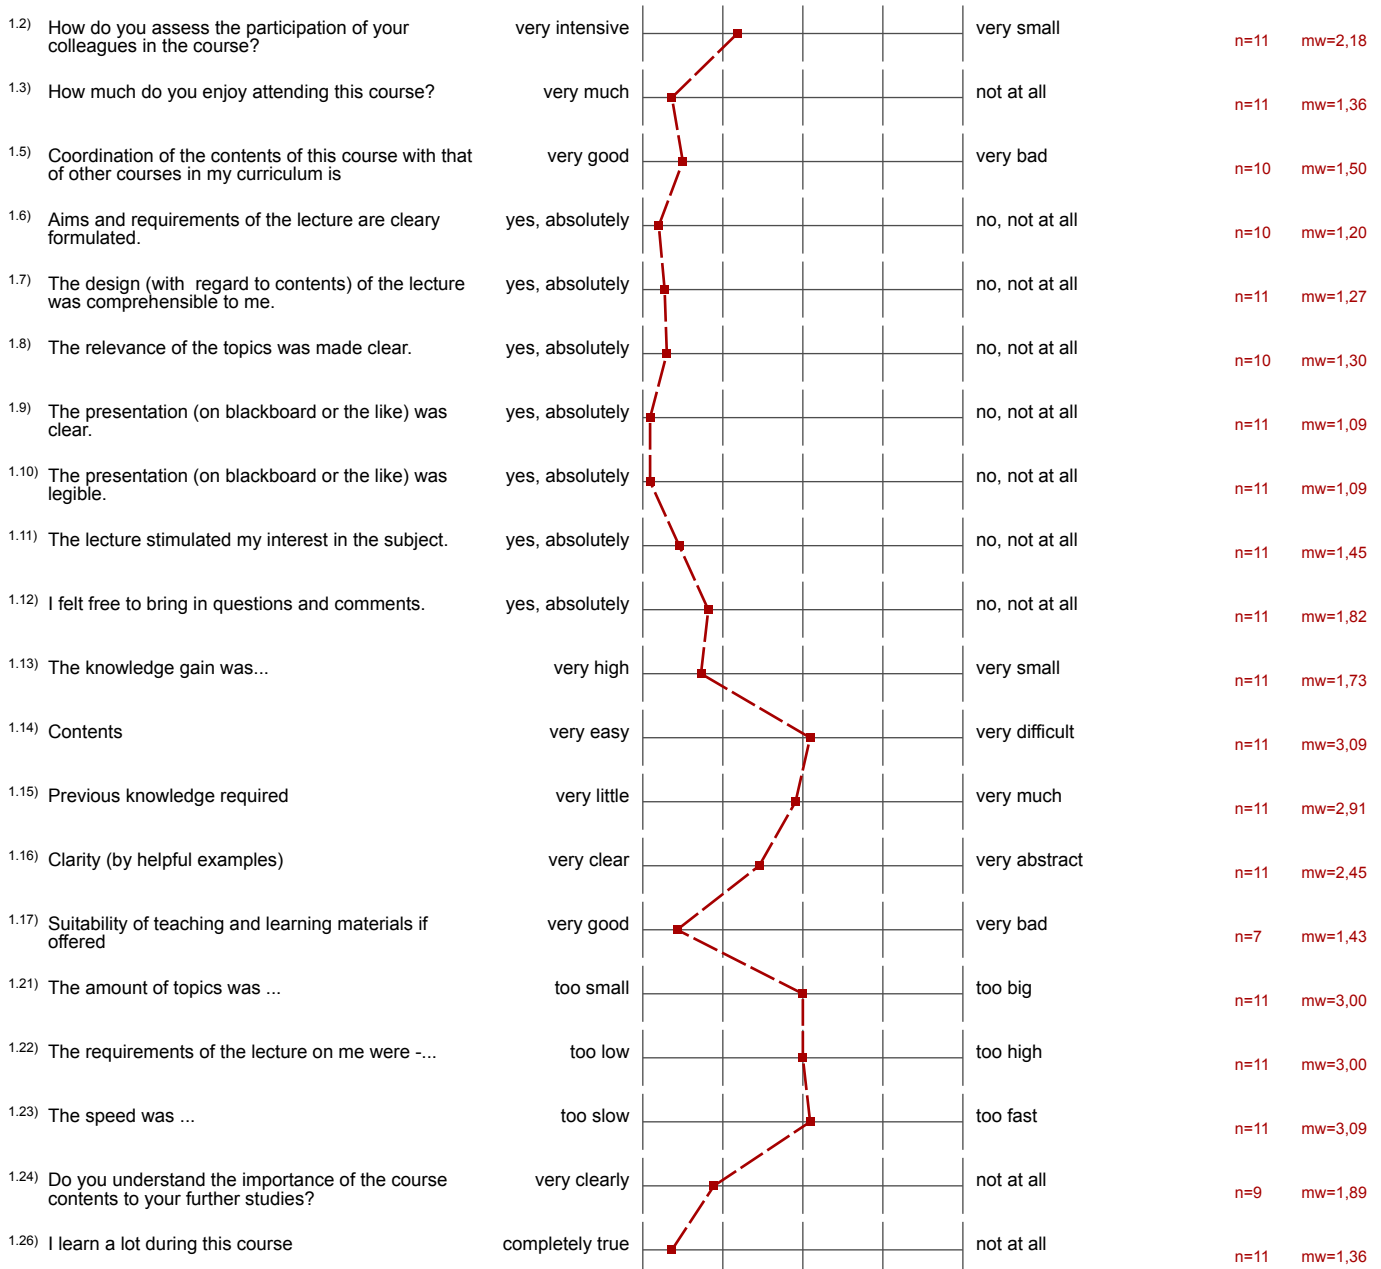 1.2) How do you assess the participation of your
colleagues in the course?
very intensive
very small
n=11 mw=2,18
1.3) How much do you enjoy attending this course?
very much
not at all
n=11 mw=1,36
1.5) Coordination of the contents of this course with that
of other courses in my curriculum is
very good
very bad
n=10 mw=1,50
1.6) Aims and requirements of the lecture are cleary
formulated.
yes, absolutely
no, not at all
n=10 mw=1,20
1.7) The design (with regard to contents) of the lecture
was comprehensible to me.
yes, absolutely
no, not at all
n=11 mw=1,27
1.8) The relevance of the topics was made clear.
yes, absolutely
no, not at all
n=10 mw=1,30
1.9) The presentation (on blackboard or the like) was
clear.
yes, absolutely
no, not at all
n=11 mw=1,09
1.10) The presentation (on blackboard or the like) was
legible.
yes, absolutely
no, not at all
n=11 mw=1,09
1.11) The lecture stimulated my interest in the subject.
yes, absolutely
no, not at all
n=11 mw=1,45
1.12) I felt free to bring in questions and comments.
yes, absolutely
no, not at all
n=11 mw=1,82
1.13) The knowledge gain was...
very high
very small
n=11 mw=1,73
1.14) Contents
very easy
very difficult
n=11 mw=3,09
1.15) Previous knowledge required
very little
very much
n=11 mw=2,91
1.16) Clarity (by helpful examples)
very clear
very abstract
n=11 mw=2,45
1.17) Suitability of teaching and learning materials if
offered
very good
very bad
n=7 mw=1,43
1.21) The amount of topics was ...
too small
too big
n=11 mw=3,00
1.22) The requirements of the lecture on me were -...
too low
too high
n=11 mw=3,00
1.23) The speed was ...
too slow
too fast
n=11 mw=3,09
1.24) Do you understand the importance of the course
contents to your further studies?
very clearly
not at all
n=9 mw=1,89
1.26) I learn a lot during this course
completely true
not at all
n=11 mw=1,36